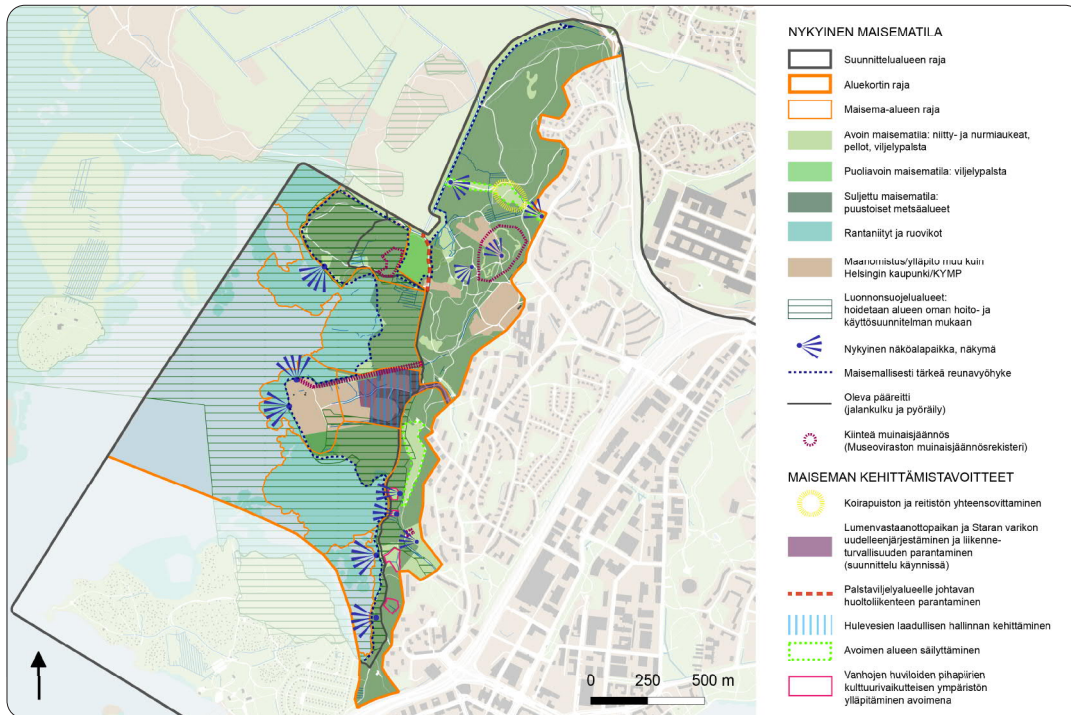 NYKYINEN MAISEMATILA
Suunnittelualueen raja
Aluekortin raja
Maisema-alueen raja
Avoin maisematila: niitty- ja nurmiaukeat,
pellot, viljelypalsta
Puoliavoin maisematila: viljelypalsta
Suljettu maisematila:
puustoiset metsäalueet
Rantaniityt ja ruovikot
Maanomistus/ylläpito muu kuin
Helsingin kaupunki/KYMP
Luonnonsuojelualueet:
hoidetaan alueen oman hoito- ja
käyttösuunnitelman mukaan
Nykyinen näköalapaikka, näkymä
Maisemallisesti tärkeä reunavyöhyke
Oleva pääreitti
(jalankulku ja pyöräily)
Kiinteä muinaisjäännös
(Museoviraston muinaisjäännösrekisteri)
MAISEMAN KEHITTÄMISTAVOITTEET
Koirapuiston ja reitistön yhteensovittaminen
Lumenvastaanottopaikan ja Staran varikon
uudelleenjärjestäminen ja liikenne-
turvallisuuden parantaminen
(suunnittelu käynnissä)
Palstaviljelyalueelle johtavan
huoltoliikenteen parantaminen
Hulevesien laadullisen hallinnan kehittäminen
Avoimen alueen säilyttäminen
Vanhojen huviloiden pihapiirien
kulttuurivaikutteisen ympäristön
ylläpitäminen avoimena
0 250 500 m